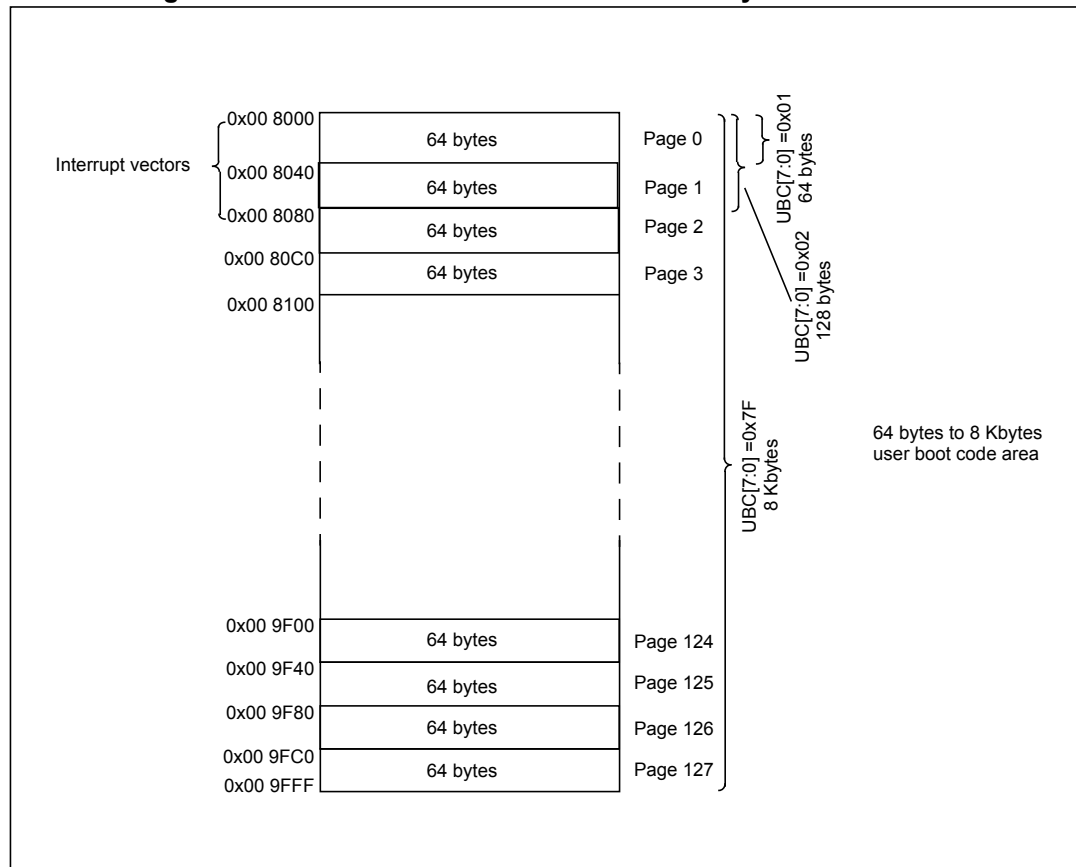 0x00 8000
64 bytes
Page 0
Interrupt vectors
0x00 8040
64 bytes
Page 1
0x00 8080
64 bytes
Page 2
0x00 80C0
64 bytes
Page 3
0x00 8100
UBC[7:0] =0x01
64 bytes
UBC[7:0] =0x02
128 bytes
UBC[7:0] =0x7F
8 Kbytes
64 bytes to 8 Kbytes
user boot code area
0x00 9F00
64 bytes
Page 124
0x00 9F40
64 bytes
Page 125
0x00 9F80
64 bytes
Page 126
0x00 9FC0
64 bytes
Page 127
0x00 9FFF